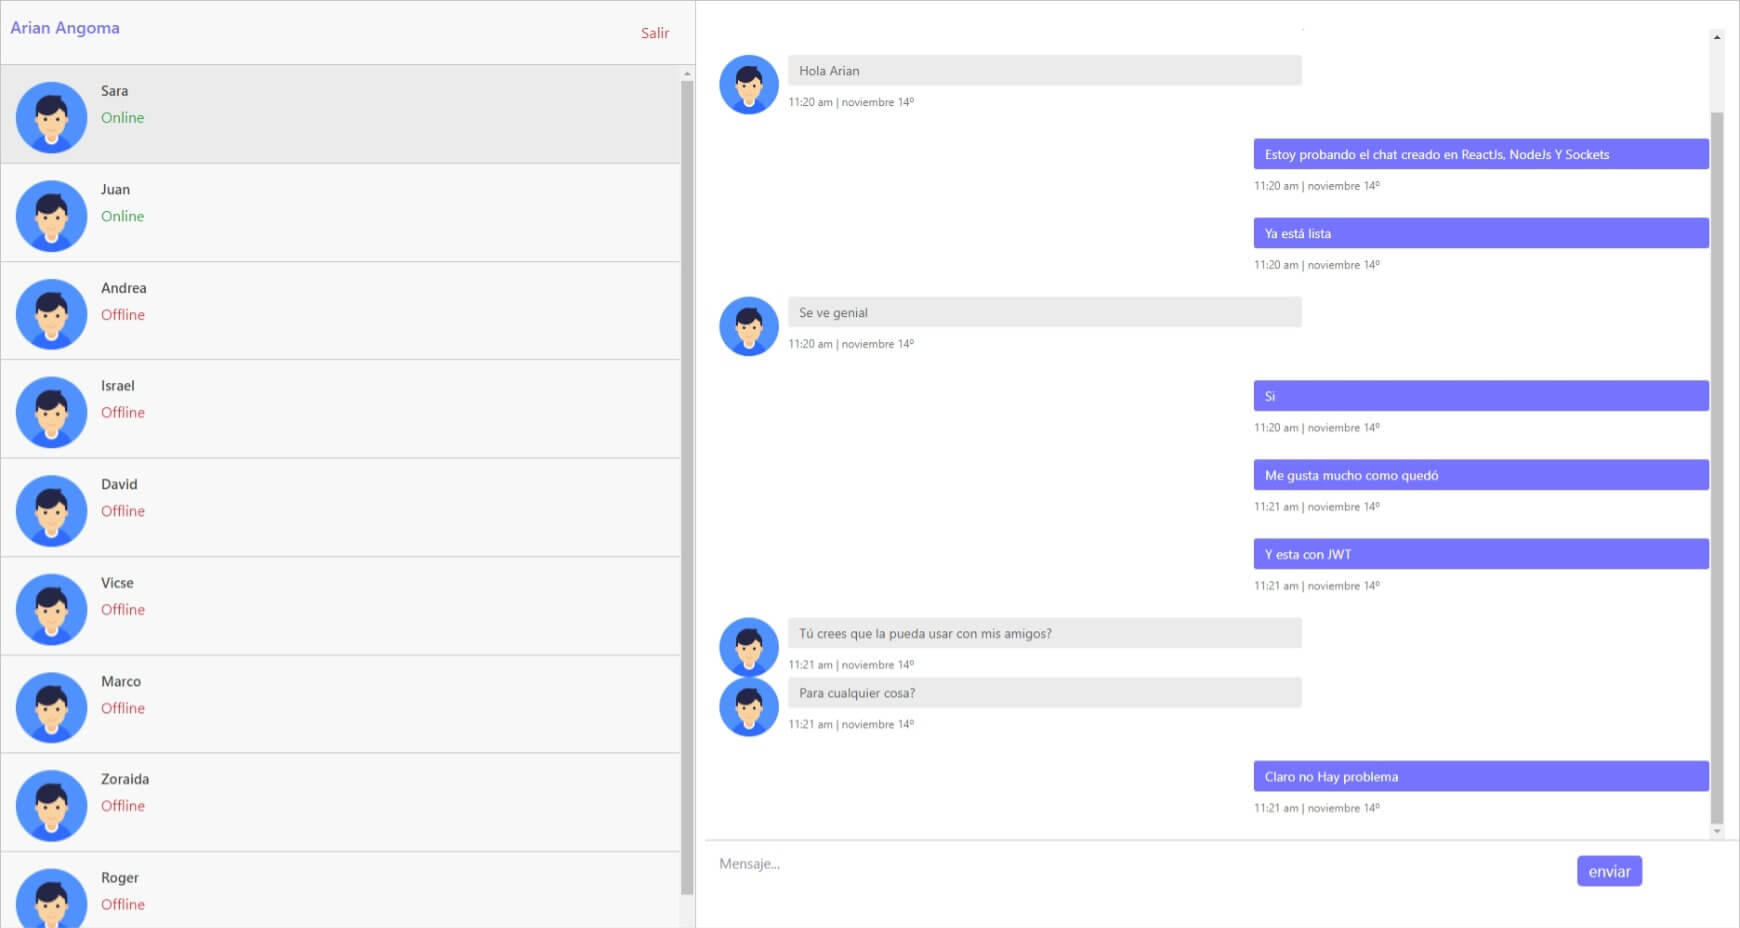 Arian Angoma
Salir
Sara
Online
Juan
Online
Andrea
Offline
Israel
Offline
David
Offline
Vicse
Offline
Marco
Offline
Zoraida
Offline
Roger
Offline
Hola Arian
11:20 am | noviembre 14º
Estoy probando el chat creado en ReactJs, NodeJs Y Sockets
11:20 am | noviembre 14º
Ya está lista
11:20 am | noviembre 14º
Se ve genial
11:20 am | noviembre 14º
Si
11:20 am | noviembre 14º
Me gusta mucho como quedó
11:21 am | noviembre 14º
Y esta con JWT
11:21 am | noviembre 14º
Tú crees que la pueda usar con mis amigos?
11:21 am | noviembre 14º
Para cualquier cosa?
11:21 am | noviembre 14º
Claro no Hay problema
11:21 am | noviembre 14º
Mensaje...
enviar